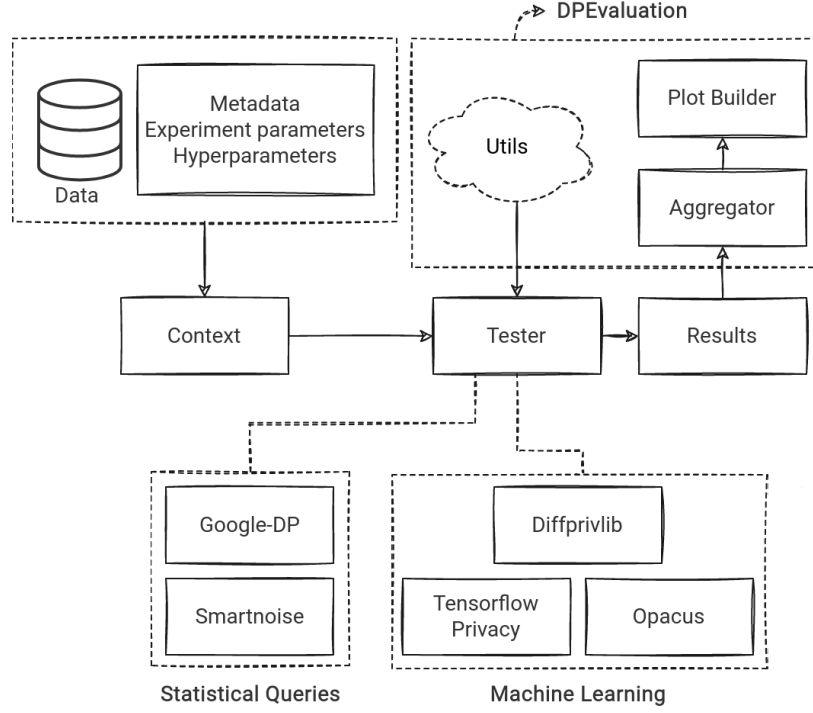 DPEvaluation
Metadata
Experiment parameters
Hyperparameters
Data
Utils
Plot Builder
Aggregator
Context
Tester
Results
Google-DP
Smartnoise
Statistical Queries
Diffprivlib
Tensorflow
Privacy
Opacus
Machine Learning